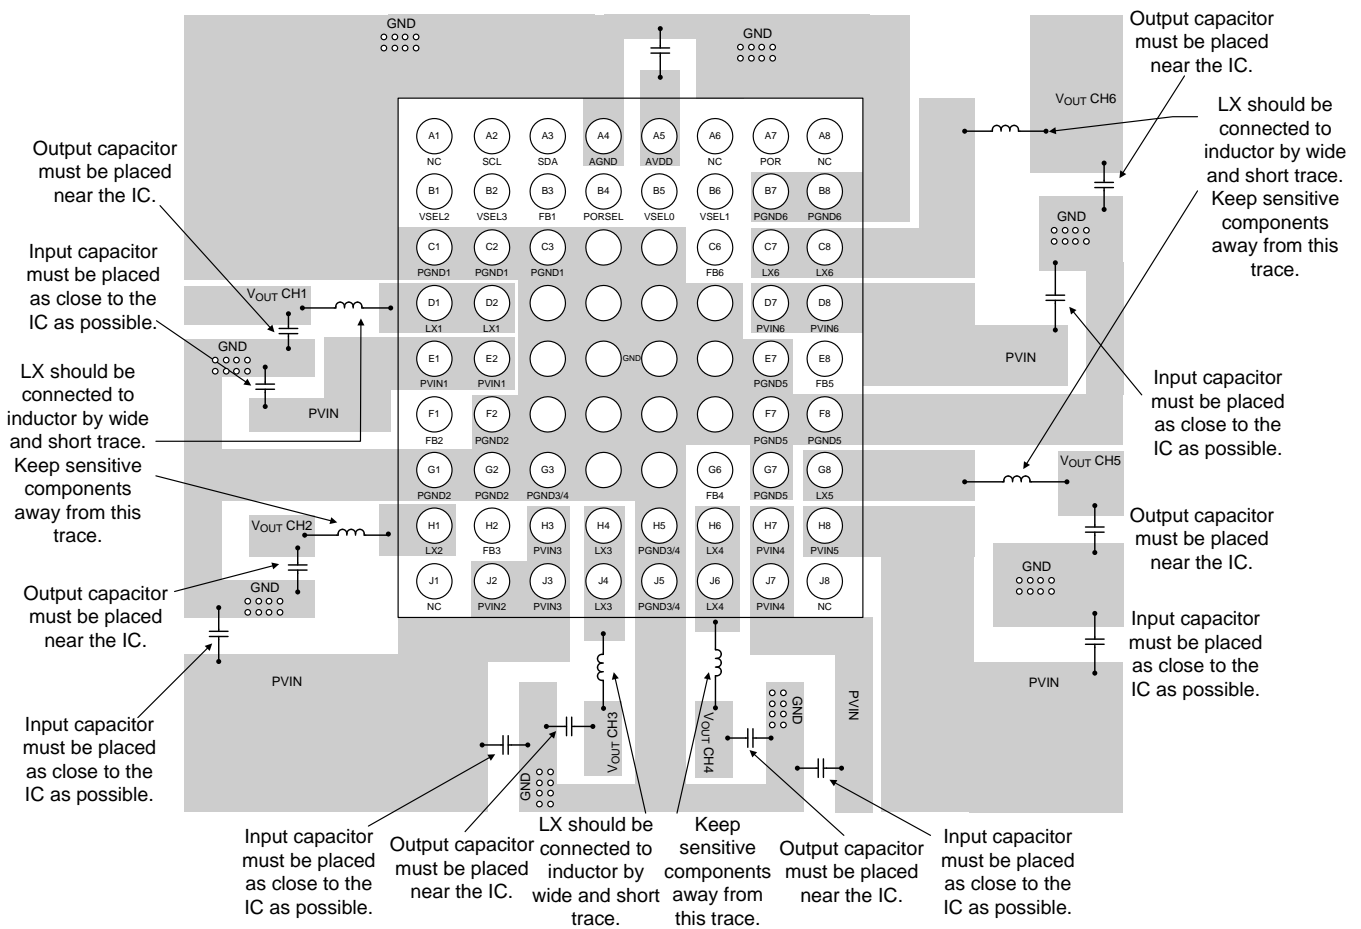 GND
GND
Output capacitor
must be placed
near the IC.
VOUT CH6
LX should be
connected to
inductor by wide
and short trace.
Keep sensitive
components
away from this
trace.
Output capacitor
must be placed
near the IC.
Input capacitor
must be placed
as close to the
IC as possible.
LX should be
connected to
inductor by wide
and short trace.
Keep sensitive
components
away from this
trace.
A1 A2 A3 A4 A5 A6 A7 A8
NC SCL SDA AGND AVDD NC POR NC
B1 B2 B3 B4 B5 B6 B7 B8
VSEL2 VSEL3 FB1 PORSEL VSEL0 VSEL1 PGND6 PGND6
C1 C2 C3 C6 C7 C8
PGND1 PGND1 PGND1 FB6 LX6 LX6
D1 D2 D7 D8
LX1 LX1 PVIN6 PVIN6
E1 E2 GND E7 E8
PVIN1 PVIN1 PGND5 FB5
F1 F2 F7 F8
FB2 PGND2 PGND5 PGND5
G1 G2 G3 G6 G7 G8
PGND2 PGND2 PGND3/4 FB4 PGND5 LX5
H1 H2 H3 H4 H5 H6 H7 H8
LX2 FB3 PVIN3 LX3 PGND3/4 LX4 PVIN4 PVIN5
J1 J2 J3 J4 J5 J6 J7 J8
NC PVIN2 PVIN3 LX3 PGND3/4 LX4 PVIN4 NC
VOUT CH1
GND
PVIN
VOUT CH2
GND
PVIN
GND
PVIN
VOUT CH5
GND
PVIN
Input capacitor
must be placed
as close to the
IC as possible.
Output capacitor
must be placed
near the IC.
Input capacitor
must be placed
as close to the
IC as possible.
Output capacitor
must be placed
near the IC.
Input capacitor
must be placed
as close to the
IC as possible.
VOUT CH3
GND
VOUT CH4
GND
PVIN
Input capacitor
must be placed
as close to the
IC as possible.
Output capacitor
must be placed
near the IC.
LX should be
connected to
inductor by
wide and short
trace.
Keep
sensitive
components
away from
this trace.
Output capacitor
must be placed
near the IC.
Input capacitor
must be placed
as close to the
IC as possible.